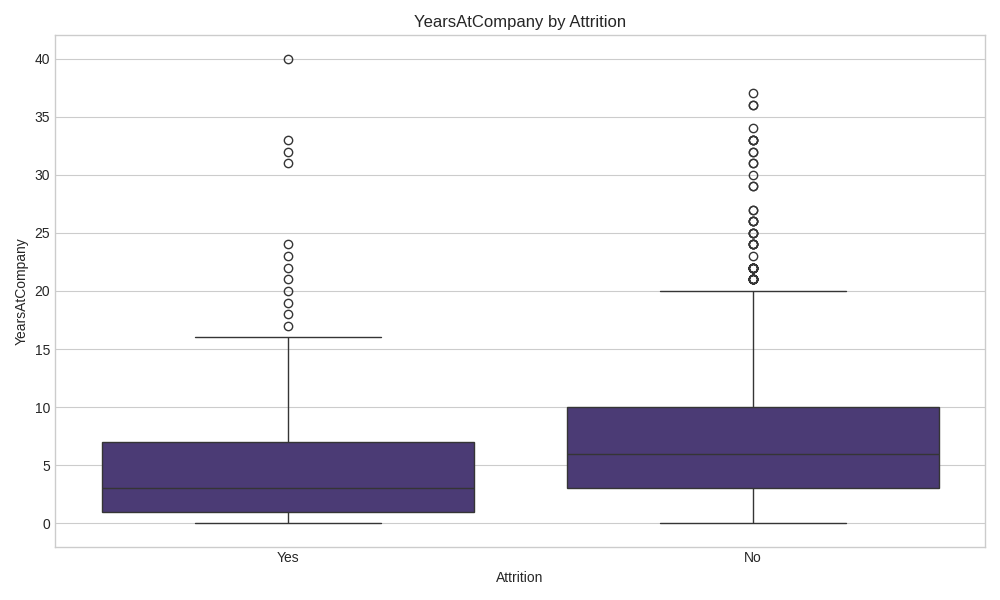 YearsAtCompany by Attrition
40
35
30
25
20
15
10
5
0
YearsAtCompany
Yes
No
Attrition